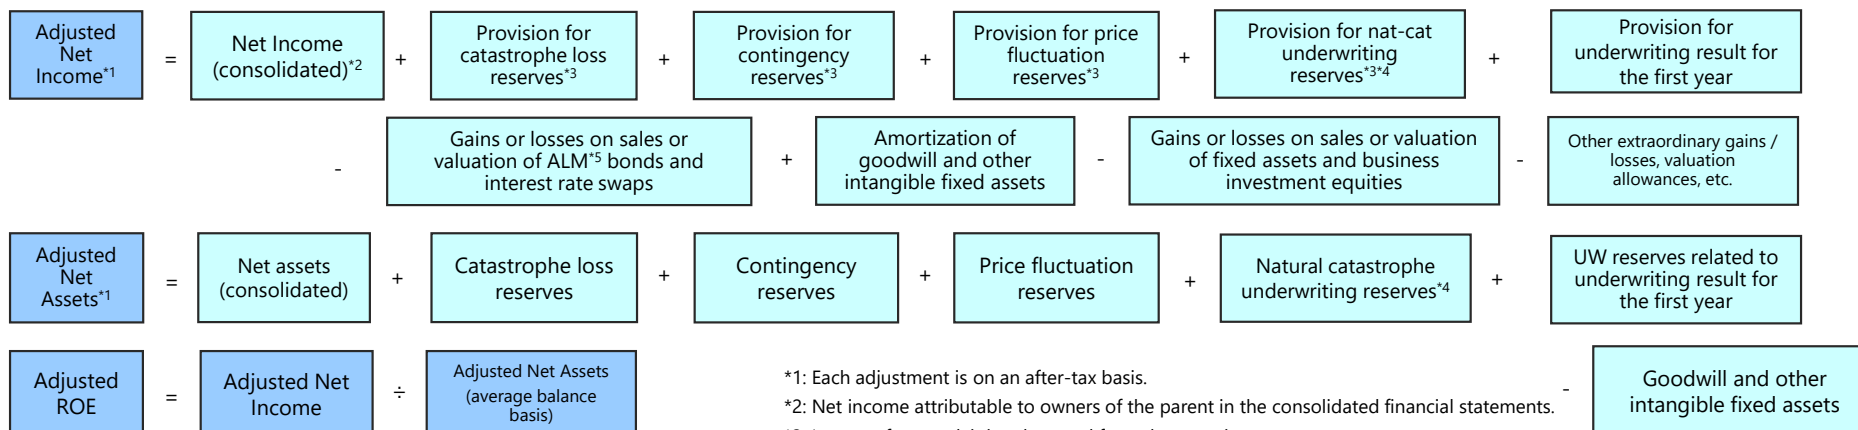 Adjusted
Net
Income*1
=
Net Income
(consolidated)*2
+
Provision for
catastrophe loss
reserves*3
+
Provision for
contingency
reserves*3
+
Provision for price
fluctuation
reserves*3
+
Provision for nat-cat
underwriting
reserves*3*4
+
Provision for
underwriting result for
the first year
-
Gains or losses on sales or
valuation of ALM*5 bonds and
interest rate swaps
+
Amortization of
goodwill and other
intangible fixed assets
-
Gains or losses on sales or valuation
of fixed assets and business
investment equities
-
Other extraordinary gains /
losses, valuation
allowances, etc.
Adjusted
Net
Assets*1
=
Net assets
(consolidated)
+
Catastrophe loss
reserves
+
Contingency
reserves
+
Price fluctuation
reserves
+
Natural catastrophe
underwriting reserves*4
+
UW reserves related to
underwriting result for
the first year
-
Goodwill and other
intangible fixed assets
Adjusted
ROE
=
Adjusted Net
Income
÷
Adjusted Net Assets
(average balance
basis)
*1: Each adjustment is on an after-tax basis.
*2: Net income attributable to owners of the parent in the consolidated financial statements.